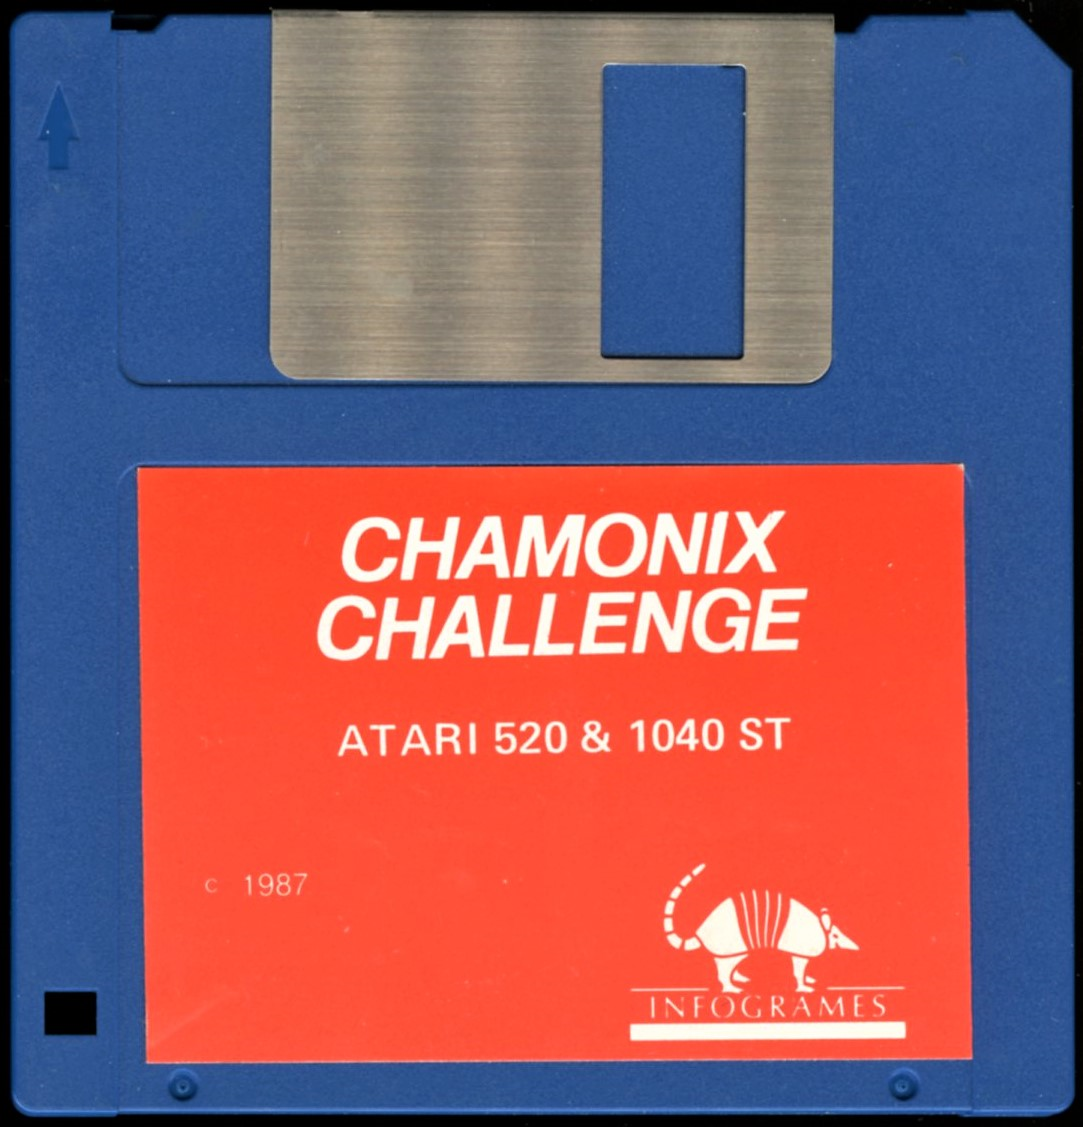 CHAMONIX
CHALLENGE
ATARI 520 & 1040 ST
c 1987
INFOGRAMES